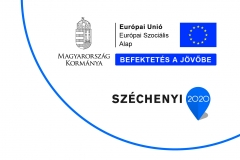 Európai Unió
Európai Szociális
Alap
MAGYARORSZÁG
KORMÁNYA
BEFEKTETÉS A JÖVŐBE
SZÉCHENYI 2020